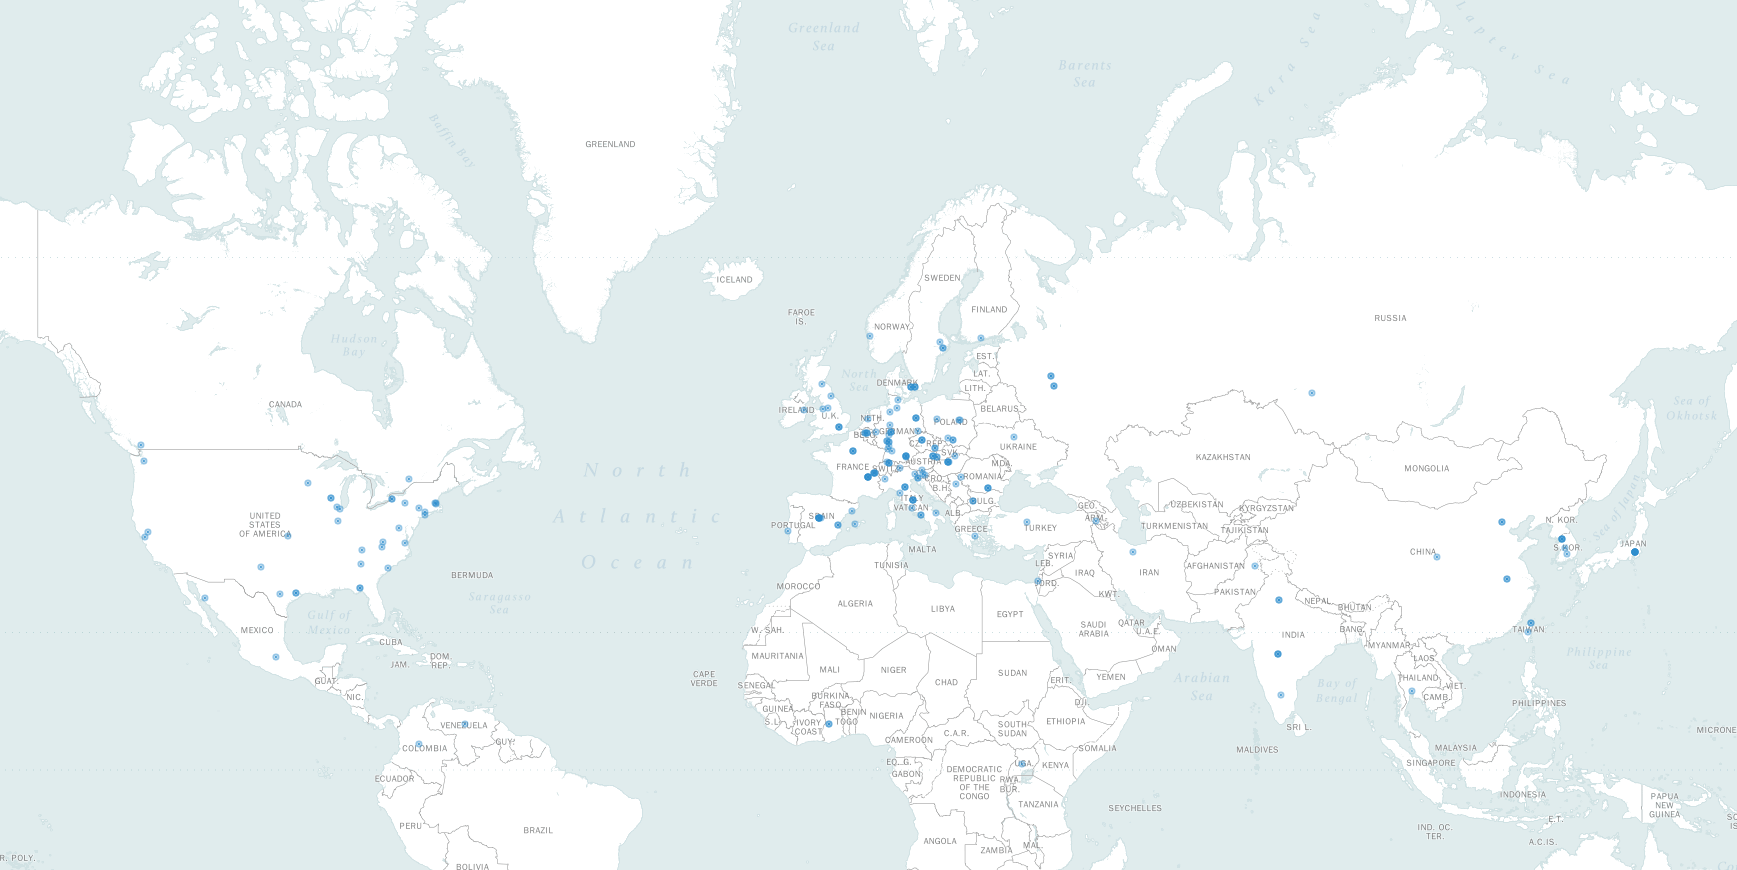 Greenland
Sea
Barents
Sea
Kara Sea
Laptev Sea
Baffin Bay
GREENLAND
ICELAND
SWEDEN
FAROE
IS.
FINLAND
NORWAY
RUSSIA
Hudson
Bay
EST.
LAT.
LITH.
North
Sea
DENMARK
CANADA
IRELAND
U.K.
NETH.
POLAND
BELARUS
Sea of
Okhotsk
BELG.
GERMANY
CZ. REP.
SVK.
UKRAINE
KAZAKHSTAN
MONGOLIA
FRANCE
SWITZ.
AUSTRIA
MDA.
ROMANIA
CRO.
B.H.
BULG.
North
Atlantic
Ocean
ITALY
VATICAN
ALB.
SPAIN
PORTUGAL
GREECE
TURKEY
GEO.
ARM.
UZBEKISTAN
KYRGYZSTAN
TURKMENISTAN
TAJIKISTAN
N. KOR.
S. KOR.
Sea of Japan
JAPAN
UNITED
STATES
OF AMERICA
MALTA
TUNISIA
SYRIA
LEB.
JORD.
IRAQ
IRAN
AFGHANISTAN
CHINA
BERMUDA
MOROCCO
ALGERIA
LIBYA
EGYPT
KWT.
PAKISTAN
NEPAL
BHUTAN
Sargasso
Sea
Gulf of
Mexico
MEXICO
CUBA
W. SAH.
SAUDI
ARABIA
QATAR
U.A.E.
OMAN
INDIA
BANG.
MYANMAR
TAIWAN
LAOS
Philippine
Sea
JAM.
DOM.
REP.
GUAT.
NIC.
CAPE
VERDE
MAURITANIA
MALI
NIGER
CHAD
SUDAN
ERIT.
YEMEN
Arabian
Sea
Bay of
Bengal
THAILAND
VIET.
CAMB.
PHILIPPINES
SENEGAL
GUINEA
S.L.
BURKINA
FASO
BENIN
TOGO
IVORY
COAST
NIGERIA
DJI.
ETHIOPIA
SOUTH
SUDAN
C.A.R.
CAMEROON
SOMALIA
SRI L.
MALDIVES
MICRONE
VENEZUELA
COLOMBIA
GUY.
EQ. G.
GABON
UGA.
KENYA
DEMOCRATIC
REPUBLIC
OF THE
CONGO
RWA.
BUR.
MALAYSIA
SINGAPORE
ECUADOR
TANZANIA
SEYCHELLES
INDONESIA
PAPUA
NEW
GUINEA
PERU
BRAZIL
ANGOLA
ZAMBIA
MAL.
IND. OC.
TER.
E.T.
A.C.IS.
SO
IS
R. POLY.
BOLIVIA